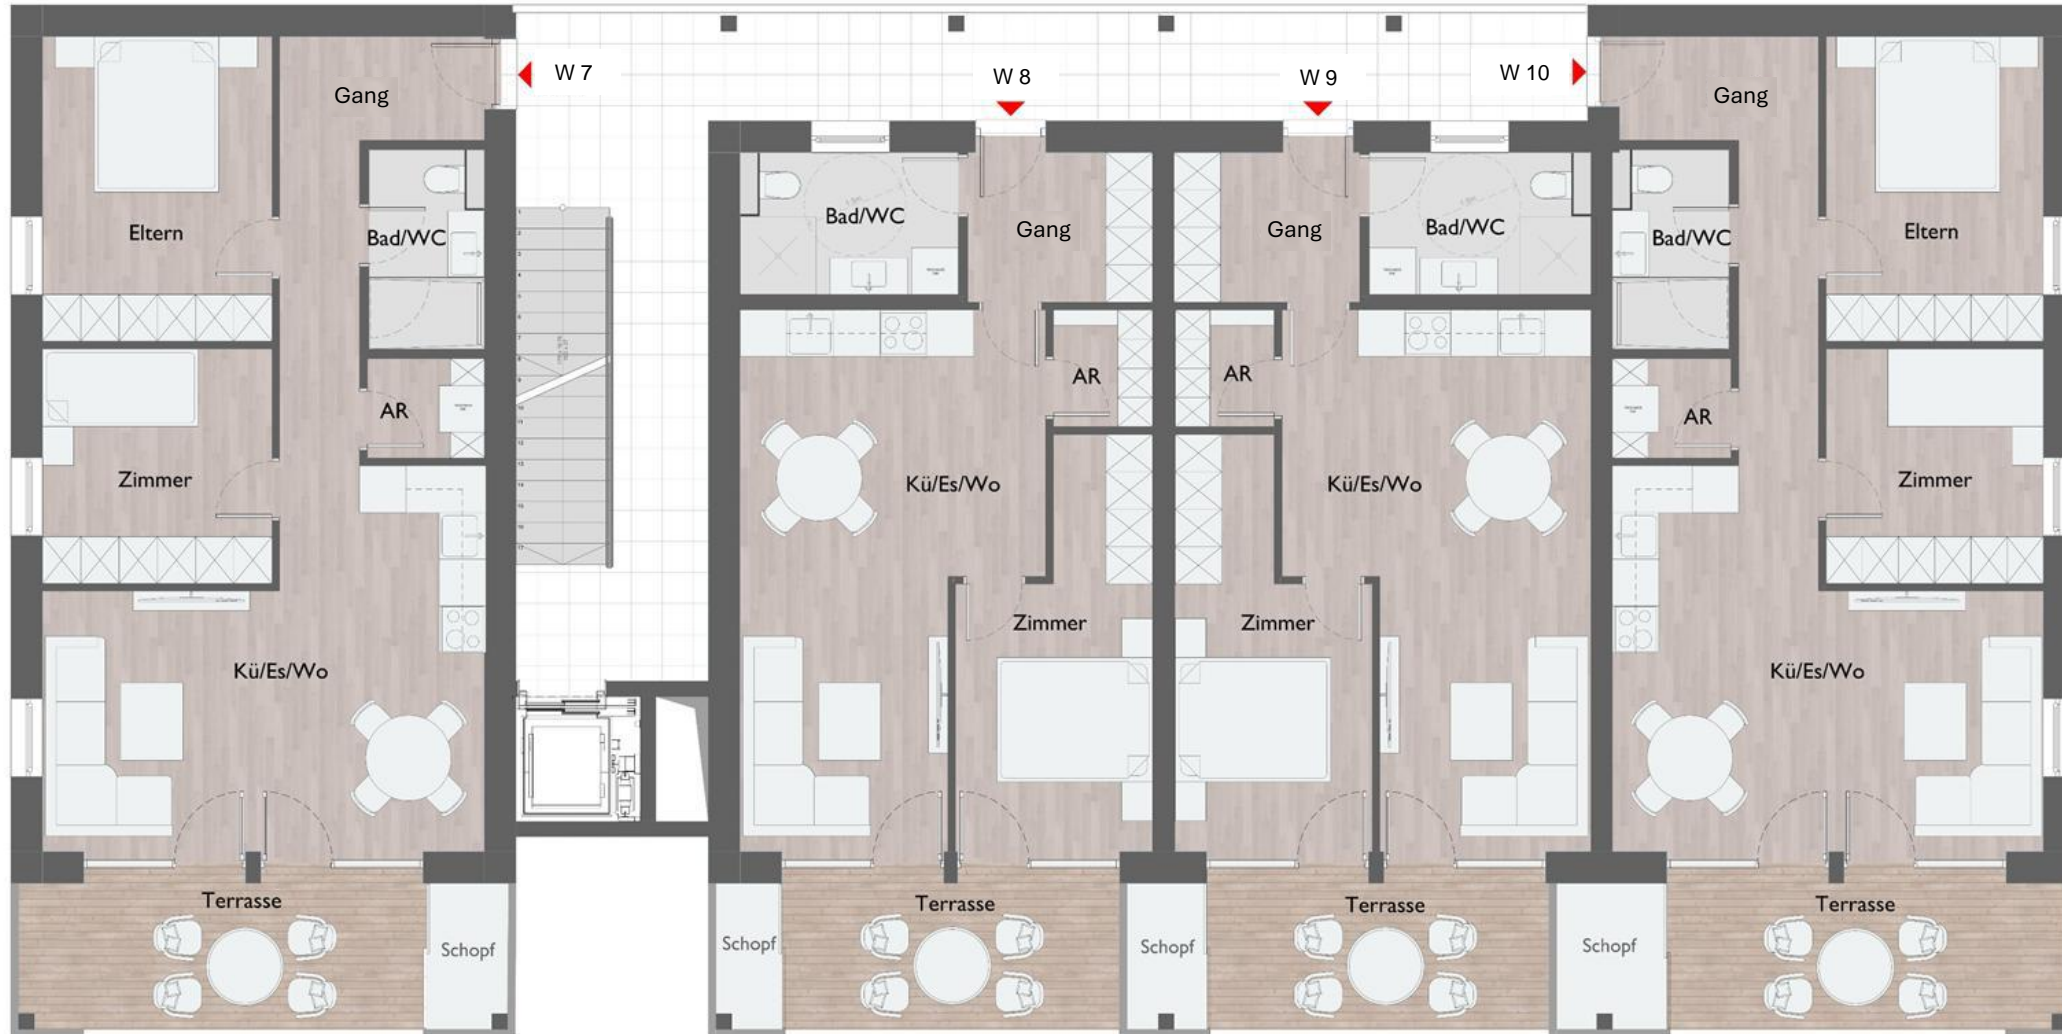 W 7
W 8
W 9
W 10
Gang
Gang
Eltern
Bad/WC
Bad/WC
Gang
Gang
Bad/WC
Bad/WC
Eltern
AR
AR
AR
AR
Zimmer
Kü/Es/Wo
Kü/Es/Wo
Zimmer
Kü/Es/Wo
Zimmer
Zimmer
Kü/Es/Wo
Terrasse
Terrasse
Terrasse
Terrasse
Schopf
Schopf
Schopf
Schopf